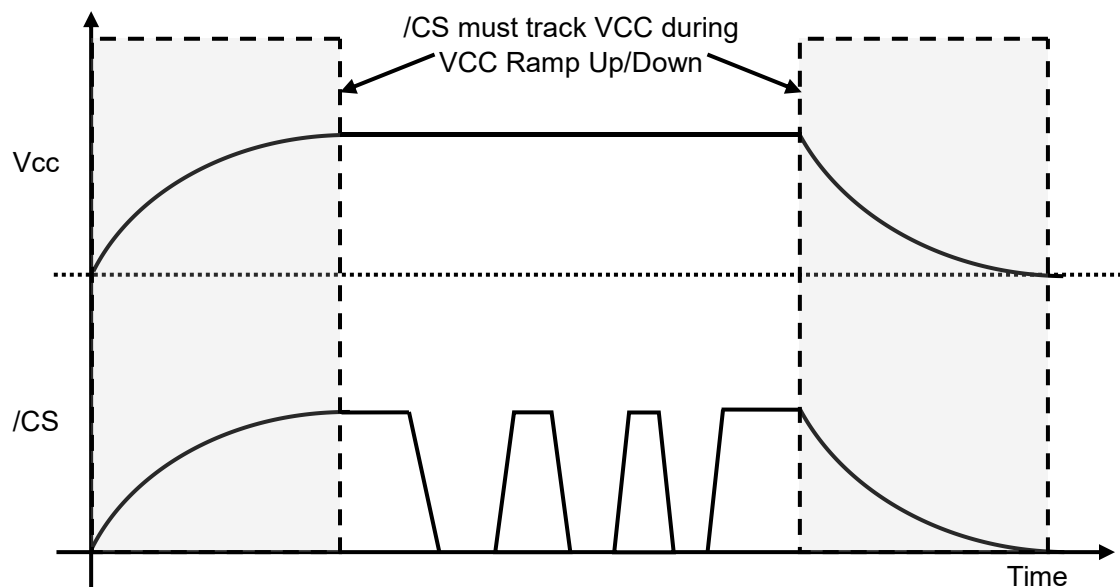 /CS must track VCC during
VCC Ramp Up/Down
Vcc
/CS
Time